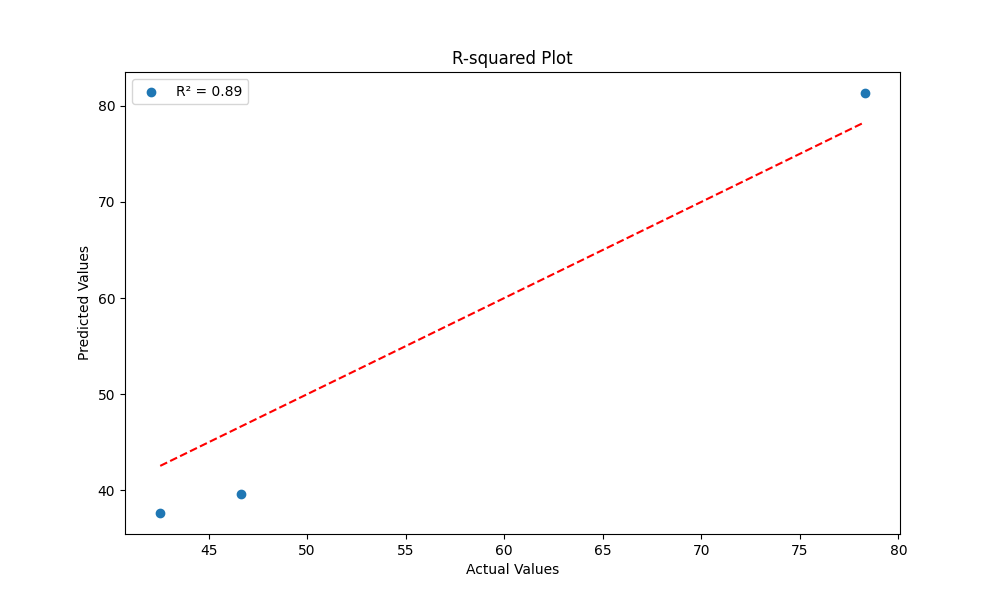 R-squared Plot
R² = 0.89
80
70
60
50
40
Predicted Values
45 50 55 60 65 70 75 80
Actual Values